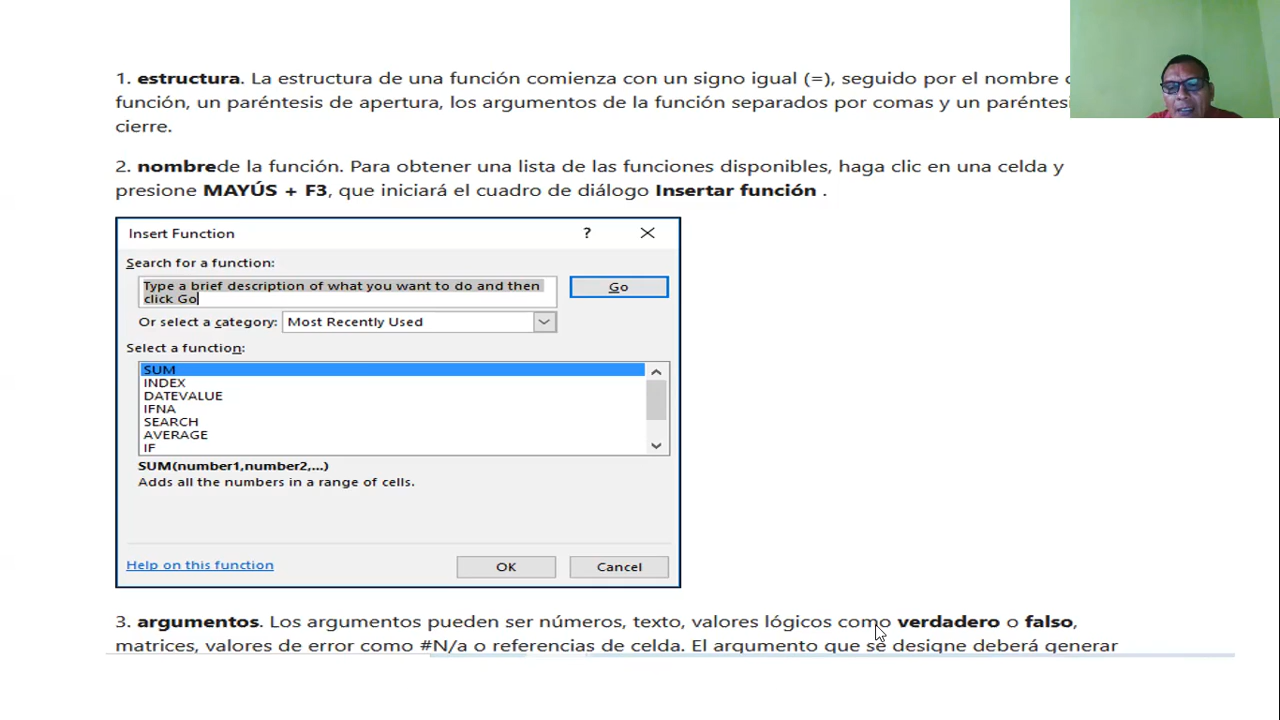 1. estructura. La estructura de una función comienza con un signo igual (=), seguido por el nombre
función, un paréntesis de apertura, los argumentos de la función separados por comas y un
cierre.
2. nombrede la función. Para obtener una lista de las funciones disponibles, haga clic en una celda y
presione MAYÚS + F3, que iniciará el cuadro de diálogo Insertar función .
Insert Function ?
Search for a function:
Type a brief description of what you want to do and then
click Go
Go
Or select a category: Most Recently Used
Select a function:
SUM
INDEX
DATEVALUE
IFNA
SEARCH
AVERAGE
IF
SUM(number1,number2,...)
Adds all the numbers in a range of cells.
Help on this function OK Cancel
3. argumentos. Los argumentos pueden ser números, texto, valores lógicos como verdadero o falso,
matrices, valores de error como #N/a o referencias de celda. El argumento que se designe deberá generar